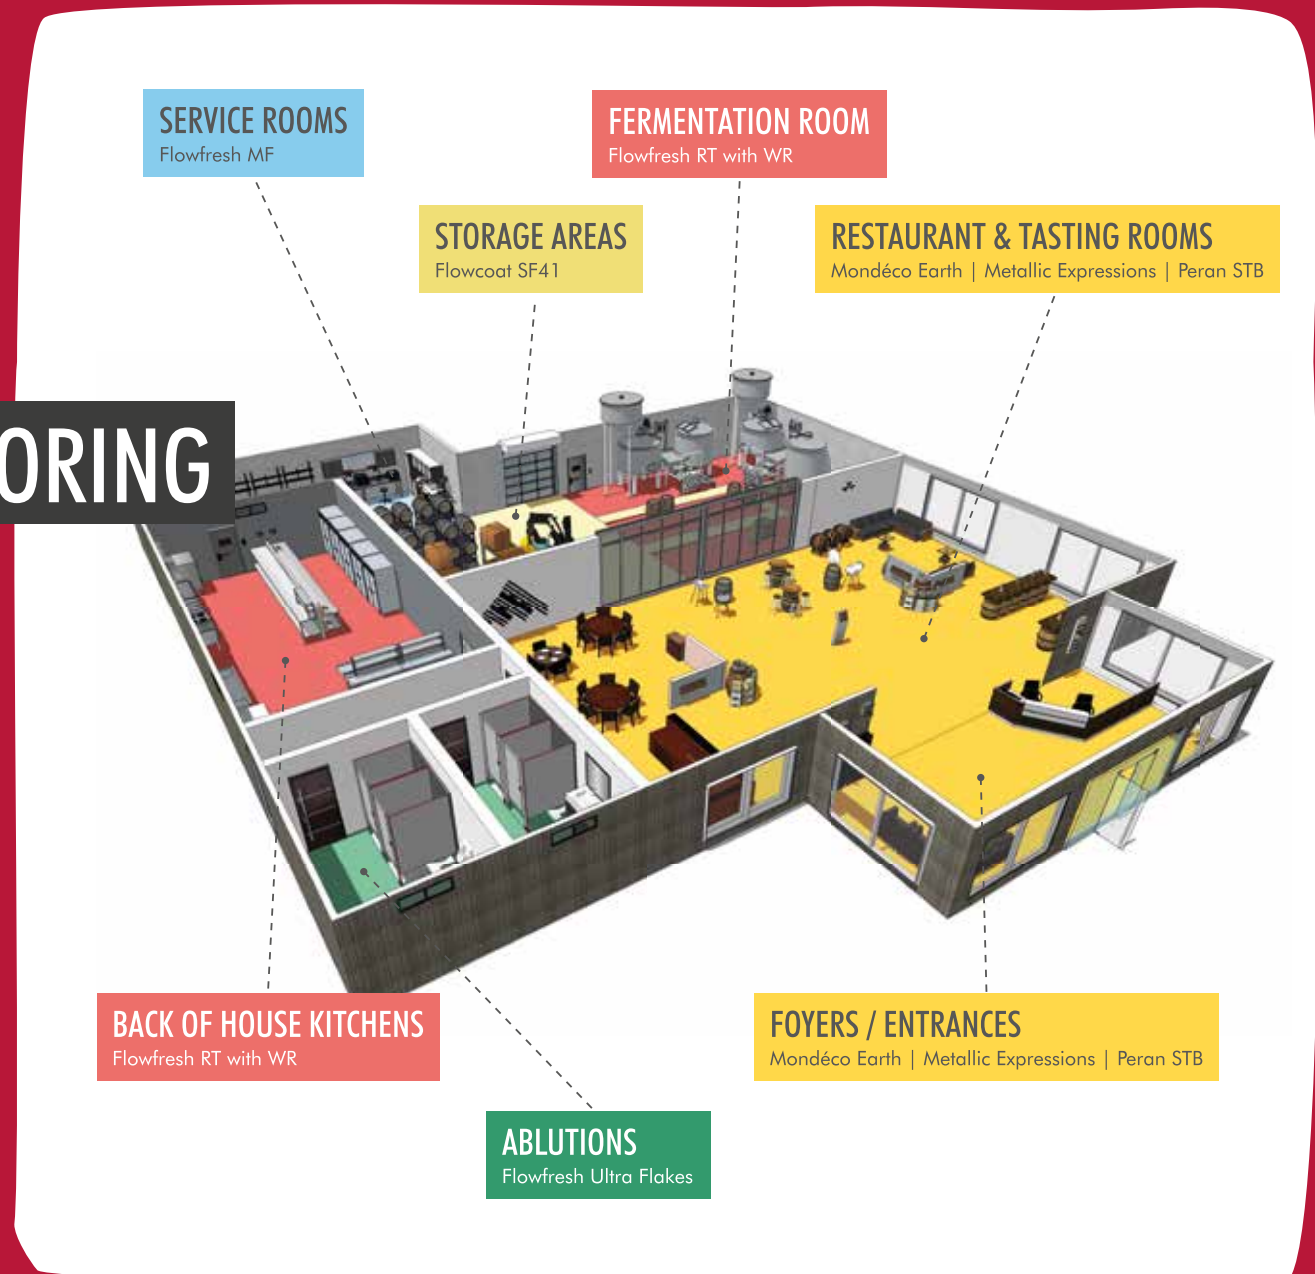 SERVICE ROOMS
Flowfresh MF
FERMENTATION ROOM
Flowfresh RT with WR
STORAGE AREAS
Flowcoat SF41
RESTAURANT & TASTING ROOMS
Mondéco Earth | Metallic Expressions | Peran STB
ORING
BACK OF HOUSE KITCHENS
Flowfresh RT with WR
FOYERS / ENTRANCES
Mondéco Earth | Metallic Expressions | Peran STB
ABLUTIONS
Flowfresh Ultra Flakes